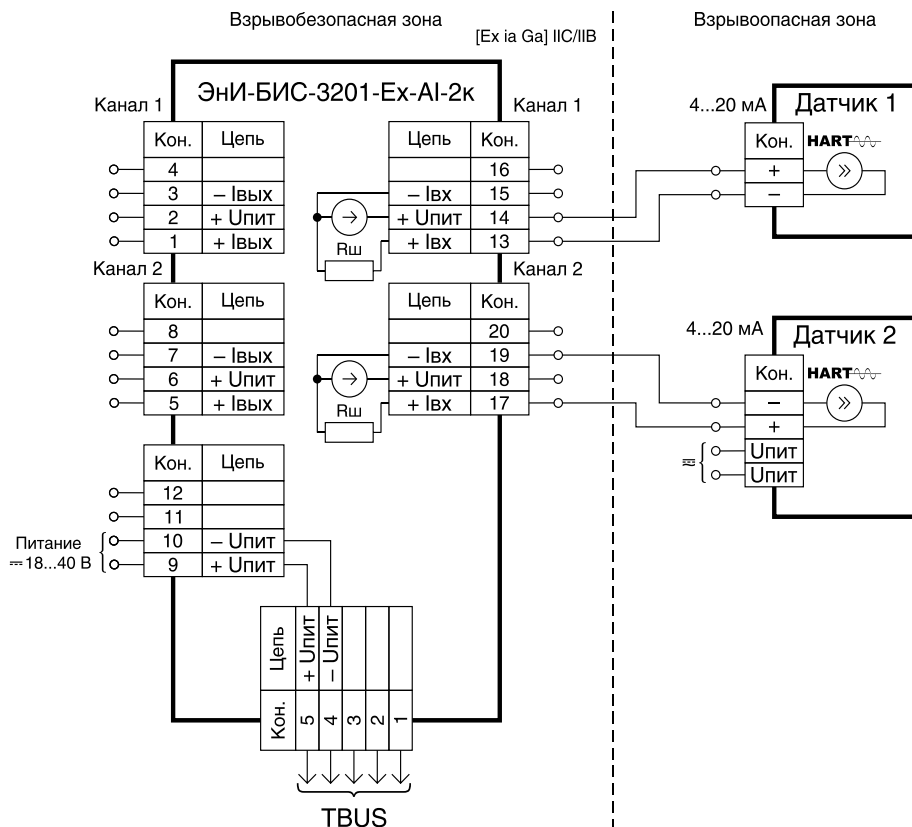 Взрывобезопасная зона
Взрывоопасная зона
[Ex ia Ga] IIC/IIB
ЭнИ-БИС-3201-Ex-AI-2к
Канал 1
Кон. Цепь
4
3 – Iвых
2 + Uпит
1 + Iвых
Канал 2
Кон. Цепь
8
7 – Iвых
6 + Uпит
5 + Iвых
Кон. Цепь
12
11
10 – Uпит
9 + Uпит
Питание
⎓18...40 В
Канал 1
Цепь Кон.
16
– Iвх 15
+ Uпит 14
+ Iвх 13
Rш
Канал 2
Цепь Кон.
20
– Iвх 19
+ Uпит 18
+ Iвх 17
Rш
4...20 мА
Датчик 1
Кон.
HART
+
–
4...20 мА
Датчик 2
Кон.
HART
–
+
Uпит
Uпит
Цепь + Uпит – Uпит
Кон. 5 4 3 2 1
TBUS